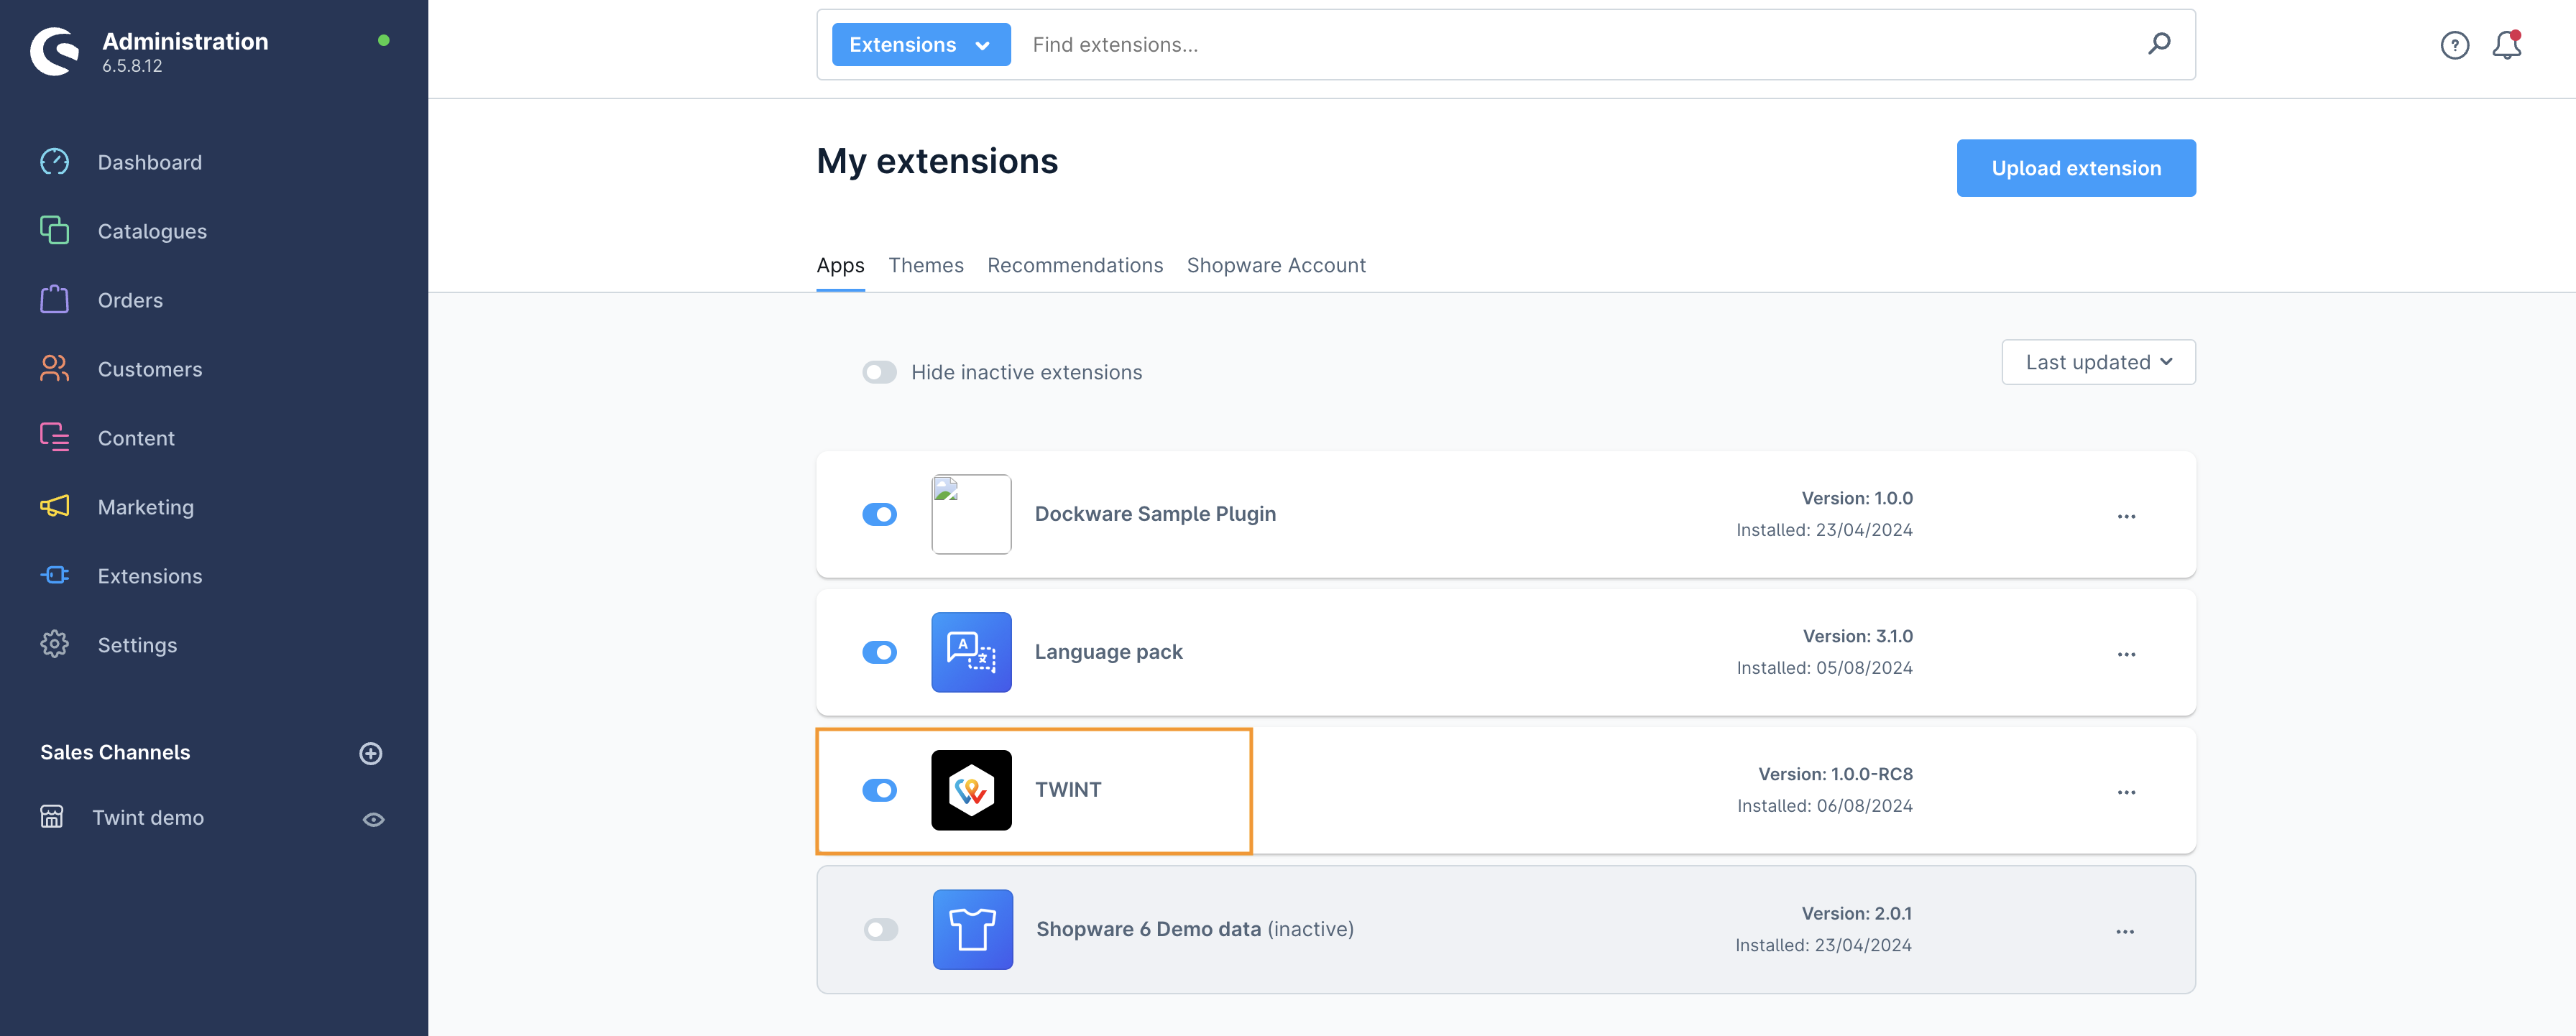 Administration
6.5.8.12
Dashboard
Catalogues
Orders
Customers
Content
Marketing
Extensions
Settings
Sales Channels
Twint demo
Extensions
Find extensions...
?
My extensions
Upload extension
Apps Themes Recommendations Shopware Account
Hide inactive extensions
Last updated
Dockware Sample Plugin
Version: 1.0.0
Installed: 23/04/2024
A
Language pack
Version: 3.1.0
Installed: 05/08/2024
TWINT
Version: 1.0.0-RC8
Installed: 06/08/2024
Shopware 6 Demo data (inactive)
Version: 2.0.1
Installed: 23/04/2024